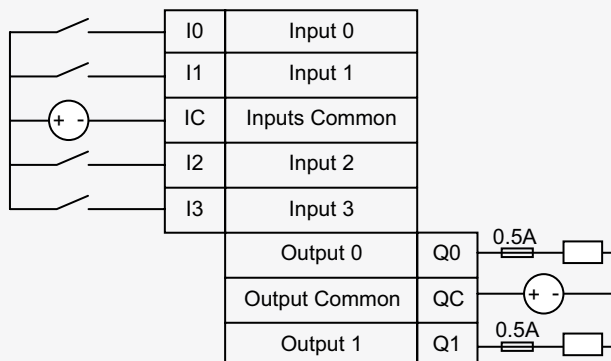 I0 Input 0
I1 Input 1
+ - IC Inputs Common
I2 Input 2
I3 Input 3
Output 0 Q0 0.5A
Output Common QC + -
Output 1 Q1 0.5A